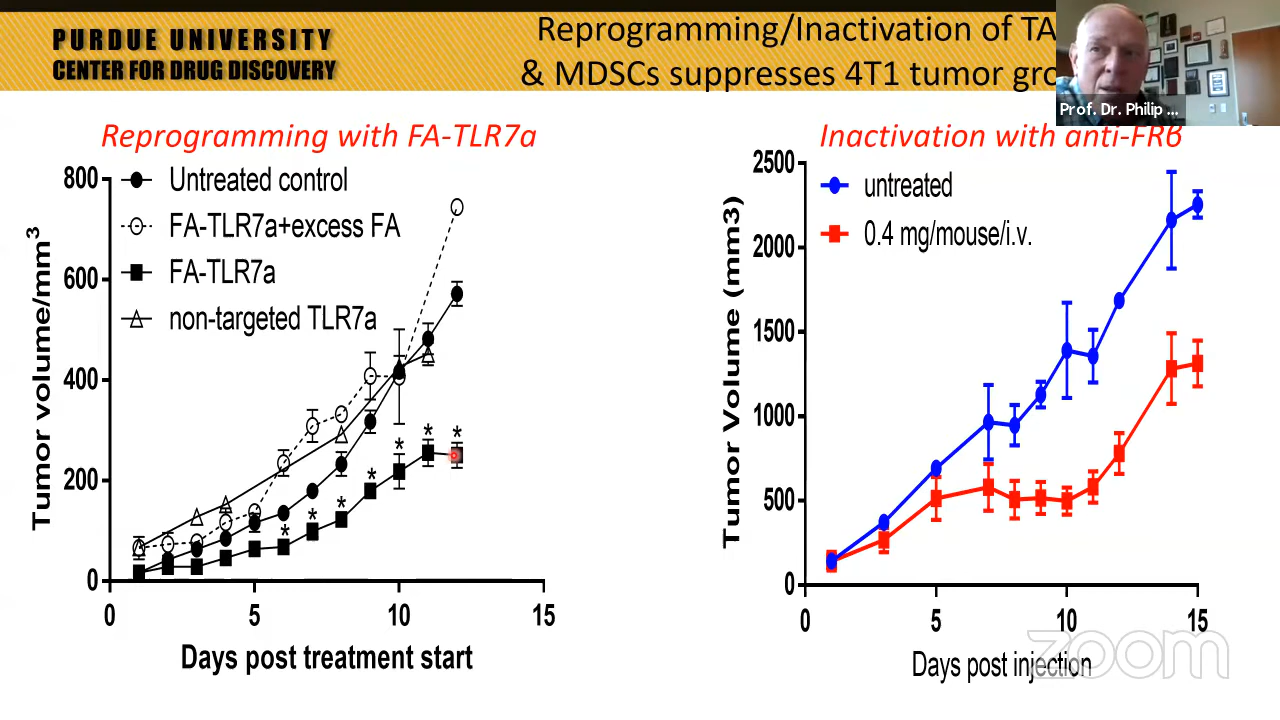 PURDUE UNIVERSITY
CENTER FOR DRUG DISCOVERY
Reprogramming/Inactivation of
& MDSCs suppresses 4T1 tumor
Prof. Dr. Philip ...
Reprogramming with FA-TLR7a
800
600
400
200
0
Tumor volume/mm³
Untreated control
FA-TLR7a+excess FA
FA-TLR7a
non-targeted TLR7a
* * * * * * *
0 5 10 15
Days post treatment start
Inactivation with anti-FRβ
2500
2000
1500
1000
500
0
Tumor Volume (mm3)
untreated
0.4 mg/mouse/i.v.
0 5 10 15
Days post injection
zoom